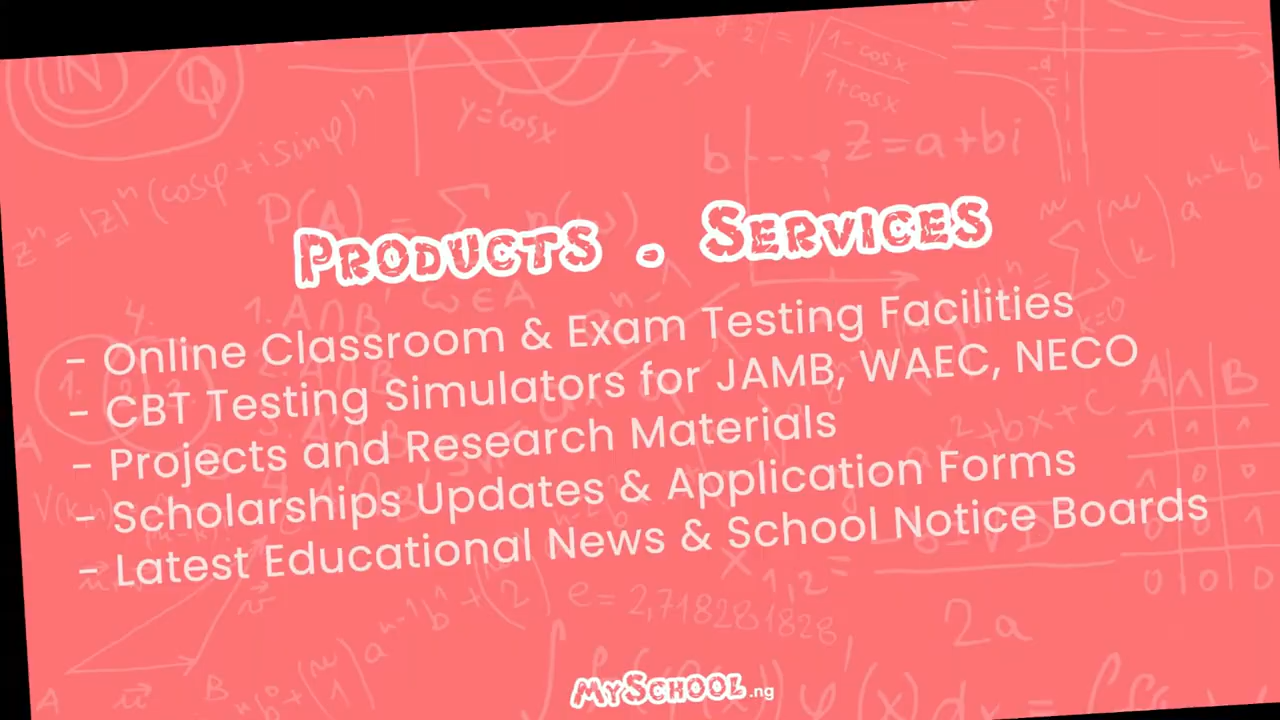 Products . Services
- Online Classroom & Exam Testing Facilities
- CBT Testing Simulators for JAMB, WAEC, NECO
- Projects and Research Materials
- Scholarships Updates & Application Forms
- Latest Educational News & School Notice Boards
MySchool.ng